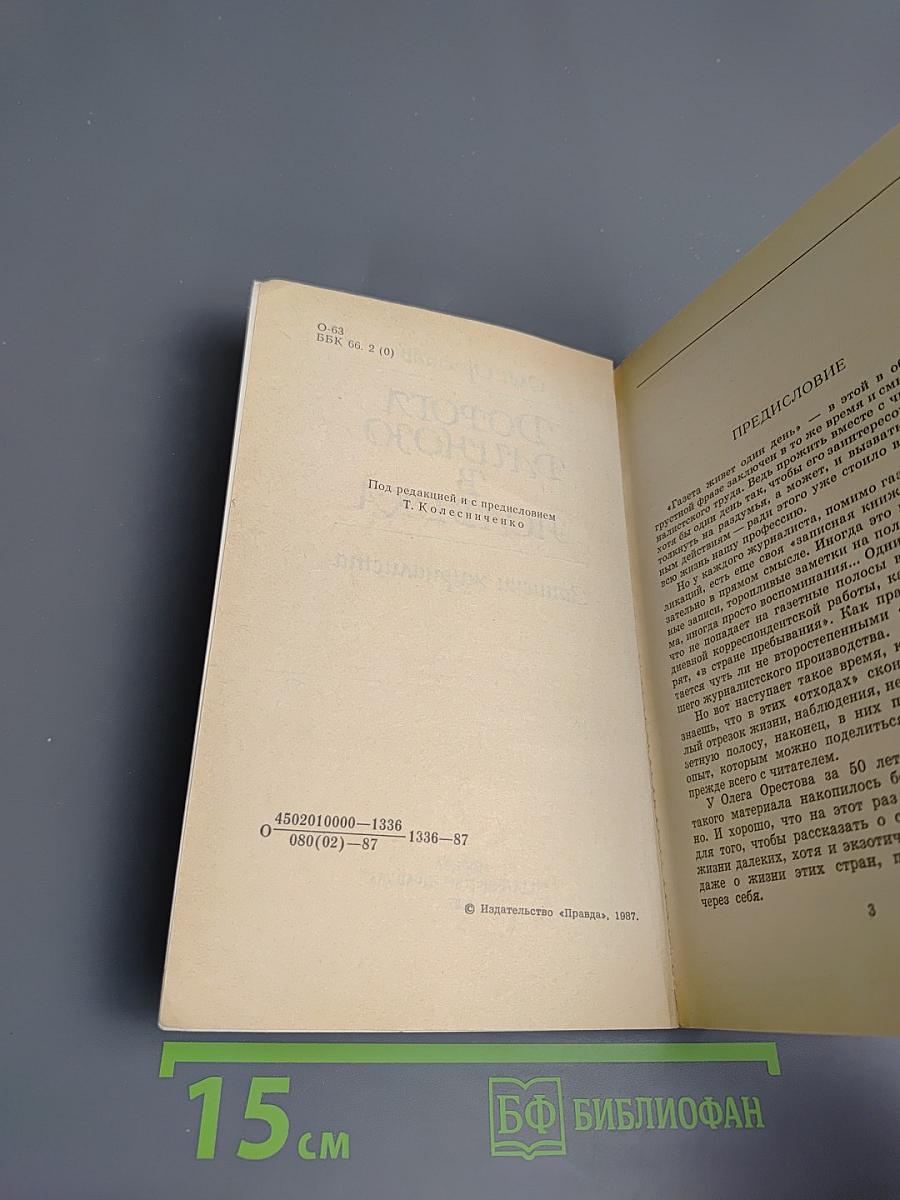 О-63
ББК 66. 2 (0)
Под редакцией и с предисловием
Т. Колесниченко
О 4502010000—1336
080(02)—87
1336—87
© Издательство «Правда», 1987.
ПРЕДИСЛОВИЕ
«Газета живет один день» — в этой в об
грустной фразе заключен в то же время и смы
налистского труда. Ведь прожить вместе с чи
хотя бы один день так, чтобы его заинтересо
толкнуть на раздумья, а может, и вызвать
ным действиям — ради этого уже стоило в
всю жизнь нашу профессию.
Но у каждого журналиста, помимо газ
ликаций, есть еще своя «записная книж
зательно в прямом смысле. Иногда это
ные записи, торопливые заметки на пол
ма, иногда просто воспоминания... Одни
что не попадает на газетные полосы в
дневной корреспондентской работы, ка
рят, «в стране пребывания». Как пра
тается чуть ли не второстепенными
шего журналистского производства.
Но вот наступает такое время, к
знаешь, что в этих «отходах» скон
лый отрезок жизни, наблюдения, не
зетную полосу, наконец, в них п
опыт, которым можно поделиться
прежде всего с читателем.
У Олега Орестова за 50 лет
такого материала накопилось бо
но. И хорошо, что на этот раз
для того, чтобы рассказать о с
жизни далеких, хотя и экзотич
даже о жизни этих стран, п
через себя.
3
15 см
БФ БИБЛИОФАН